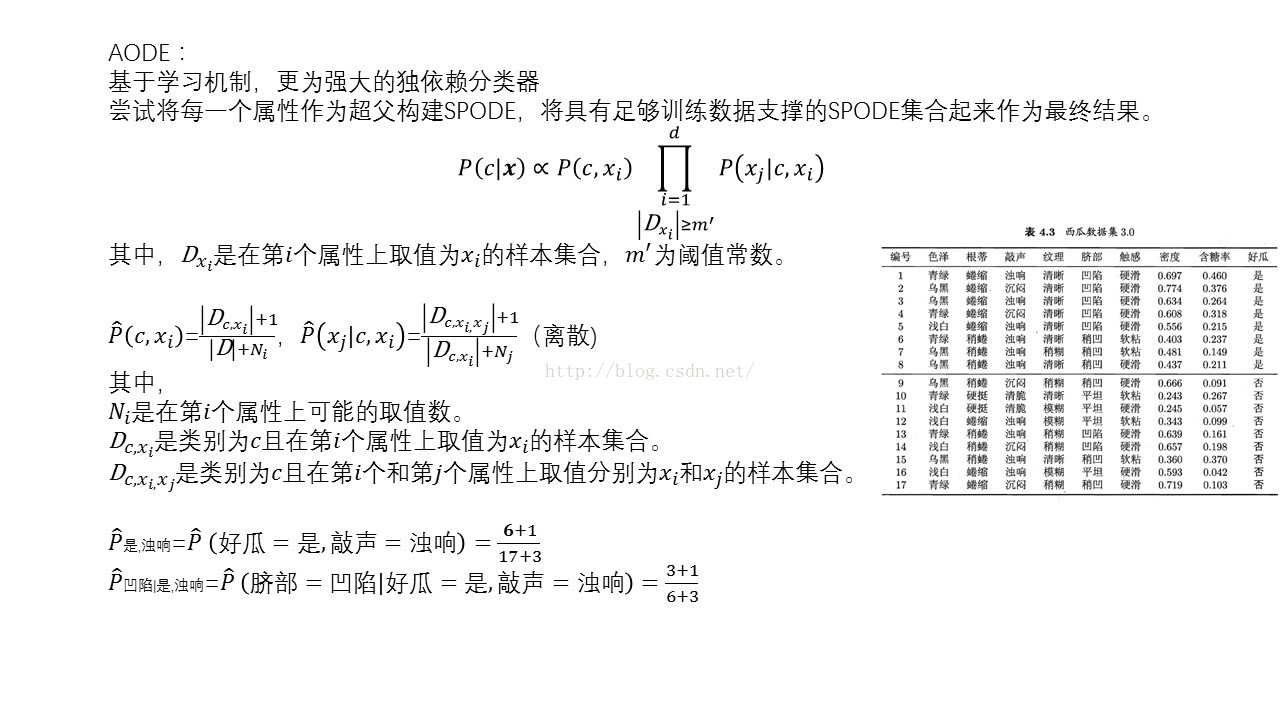 AODE：
基于学习机制，更为强大的独依赖分类器
尝试将每一个属性作为超父构建SPODE，将具有足够训练数据支撑的SPODE集合起来作为最终结果。
P(c|x) ∝ P(c, x_i) ∏_{i=1, |D_{x_i}|≥m′}^{d} P(x_j|c, x_i)
其中，D_{x_i}是在第i个属性上取值为x_i的样本集合，m′为阈值常数。
P̂(c, x_i)=(|D_{c,x_i}|+1)/(|D|+N_i)，P̂(x_j|c, x_i)=(|D_{c,x_i,x_j}|+1)/(|D_{c,x_i}|+N_j)（离散)
http://blog.csdn.net/
其中，
N_i是在第i个属性上可能的取值数。
D_{c,x_i}是类别为c且在第i个属性上取值为x_i的样本集合。
D_{c,x_i,x_j}是类别为c且在第i个和第j个属性上取值分别为x_i和x_j的样本集合。
P̂是,浊响=P̂ (好瓜 = 是, 敲声 = 浊响) = (6+1)/(17+3)
P̂凹陷|是,浊响=P̂ (脐部 = 凹陷|好瓜 = 是, 敲声 = 浊响) = (3+1)/(6+3)
表 4.3 西瓜数据集 3.0
编号 色泽 根蒂 敲声 纹理 脐部 触感 密度 含糖率 好瓜
1 青绿 蜷缩 浊响 清晰 凹陷 硬滑 0.697 0.460 是
2 乌黑 蜷缩 沉闷 清晰 凹陷 硬滑 0.774 0.376 是
3 乌黑 蜷缩 浊响 清晰 凹陷 硬滑 0.634 0.264 是
4 青绿 蜷缩 沉闷 清晰 凹陷 硬滑 0.608 0.318 是
5 浅白 蜷缩 浊响 清晰 凹陷 硬滑 0.556 0.215 是
6 青绿 稍蜷 浊响 清晰 稍凹 软粘 0.403 0.237 是
7 乌黑 稍蜷 浊响 稍糊 稍凹 软粘 0.481 0.149 是
8 乌黑 稍蜷 浊响 清晰 稍凹 硬滑 0.437 0.211 是
9 乌黑 稍蜷 沉闷 稍糊 稍凹 硬滑 0.666 0.091 否
10 青绿 硬挺 清脆 清晰 平坦 软粘 0.243 0.267 否
11 浅白 硬挺 清脆 模糊 平坦 硬滑 0.245 0.057 否
12 浅白 蜷缩 浊响 模糊 平坦 软粘 0.343 0.099 否
13 青绿 稍蜷 浊响 稍糊 凹陷 硬滑 0.639 0.161 否
14 浅白 稍蜷 沉闷 稍糊 凹陷 硬滑 0.657 0.198 否
15 乌黑 稍蜷 浊响 清晰 稍凹 软粘 0.360 0.370 否
16 浅白 蜷缩 浊响 模糊 平坦 硬滑 0.593 0.042 否
17 青绿 蜷缩 沉闷 稍糊 稍凹 硬滑 0.719 0.103 否